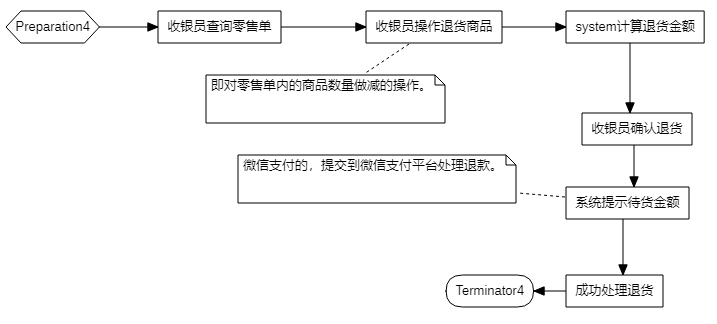 Preparation4
收银员查询零售单
收银员操作退货商品
system计算退货金额
即对零售单内的商品数量做减的操作。
收银员确认退货
微信支付的，提交到微信支付平台处理退款。
系统提示待货金额
Terminator4
成功处理退货